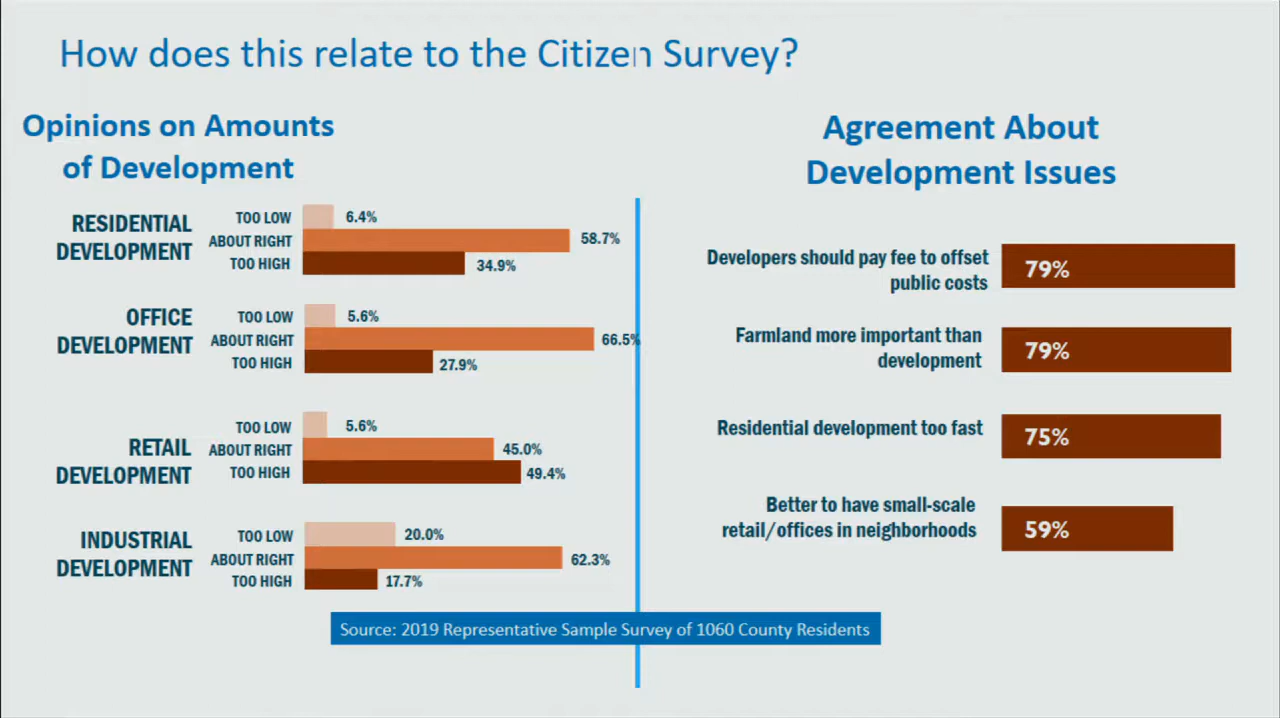 How does this relate to the Citizen Survey?
Opinions on Amounts
of Development
RESIDENTIAL
DEVELOPMENT
TOO LOW 6.4%
ABOUT RIGHT 58.7%
TOO HIGH 34.9%
OFFICE
DEVELOPMENT
TOO LOW 5.6%
ABOUT RIGHT 66.5%
TOO HIGH 27.9%
RETAIL
DEVELOPMENT
TOO LOW 5.6%
ABOUT RIGHT 45.0%
TOO HIGH 49.4%
INDUSTRIAL
DEVELOPMENT
TOO LOW 20.0%
ABOUT RIGHT 62.3%
TOO HIGH 17.7%
Agreement About
Development Issues
Developers should pay fee to offset
public costs
79%
Farmland more important than
development
79%
Residential development too fast
75%
Better to have small-scale
retail/offices in neighborhoods
59%
Source: 2019 Representative Sample Survey of 1060 County Residents